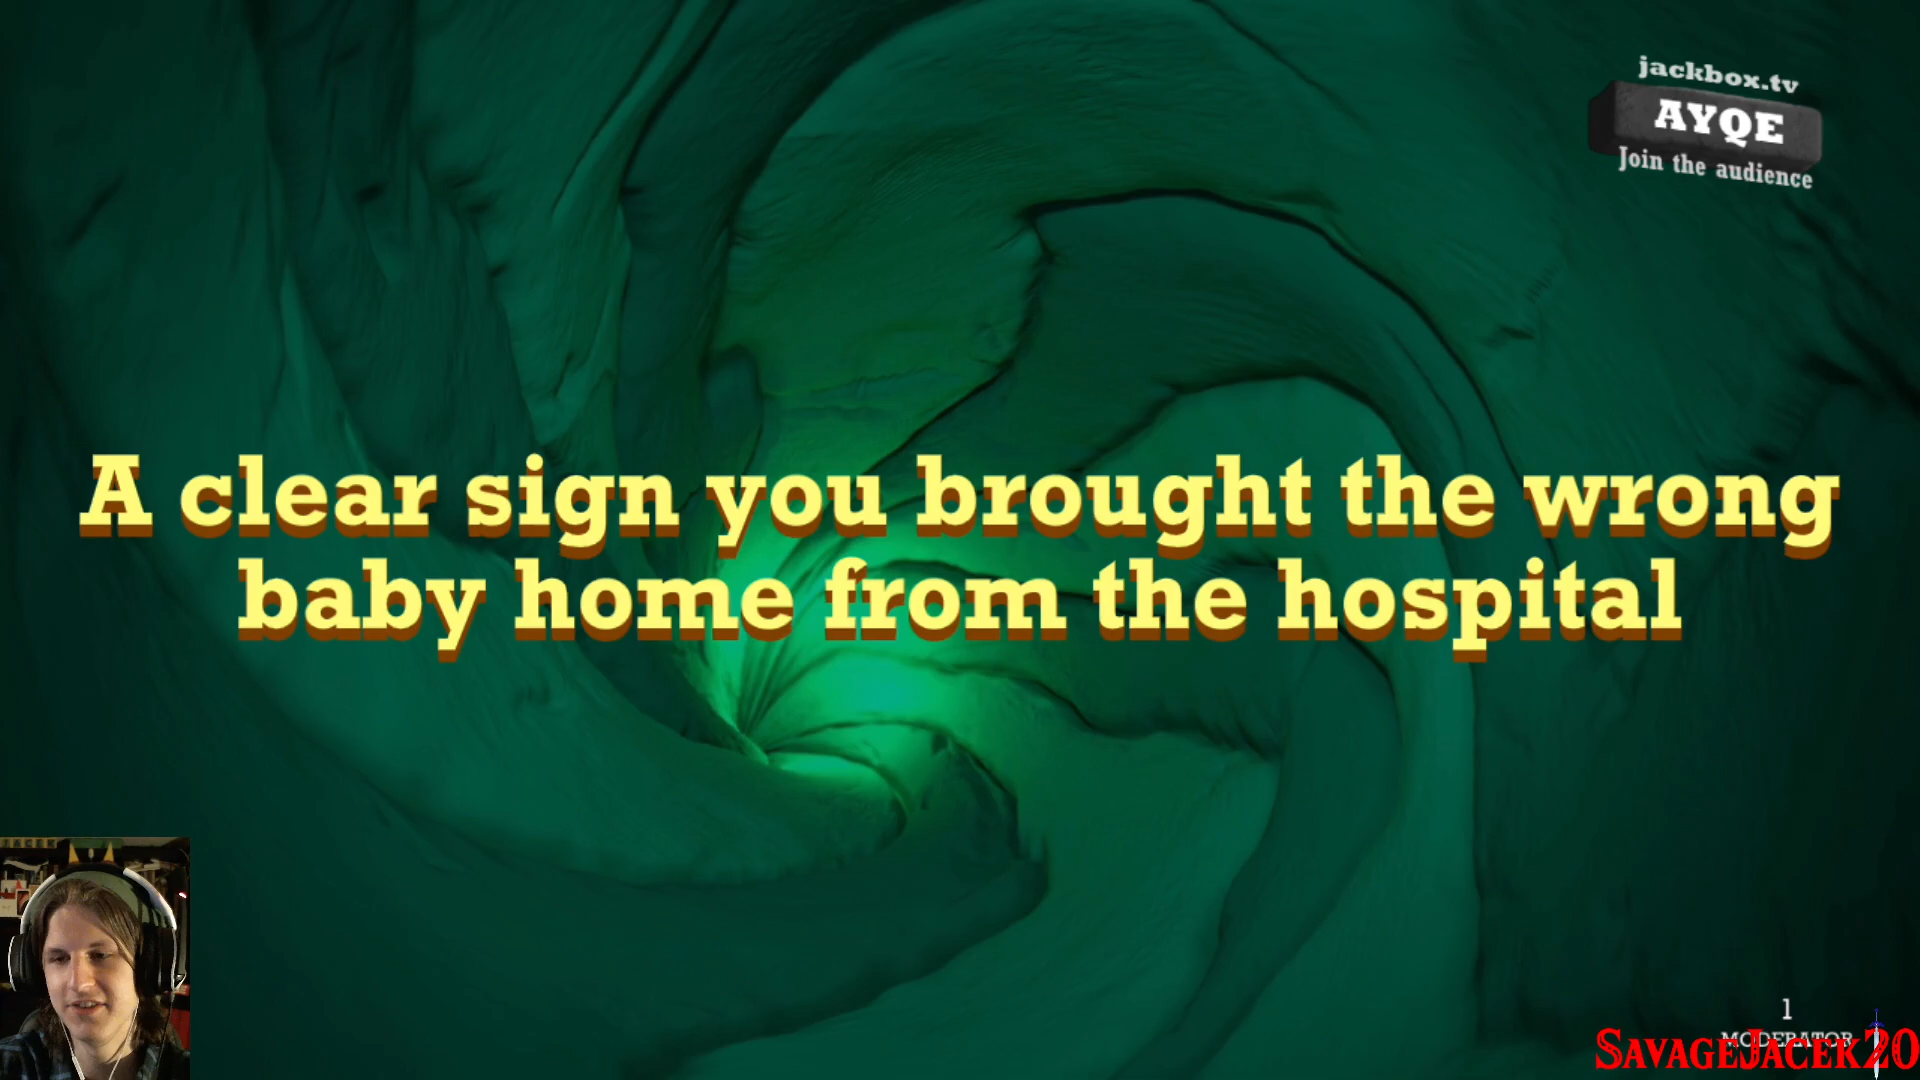 jackbox.tv
AYQE
Join the audience
A clear sign you brought the wrong
baby home from the hospital
1
MODERATOR
SAVAGEJACEK20